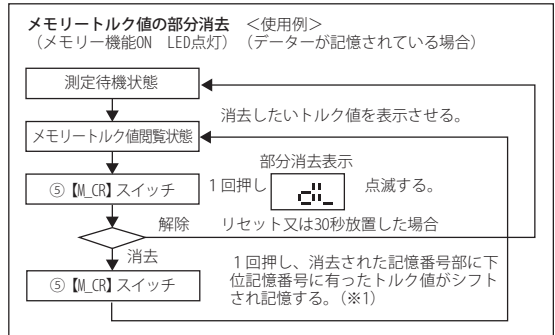 メモリートルク値の部分消去 <使用例>
(メモリー機能ON LED点灯)(データーが記憶されている場合)
測定待機状態
消去したいトルク値を表示させる。
メモリートルク値閲覧状態
部分消去表示
⑤【M_CR】スイッチ
1回押し
dL_
点滅する。
解除
リセット又は30秒放置した場合
消去
⑤【M_CR】スイッチ
1回押し、消去された記憶番号部に下
位記憶番号に有ったトルク値がシフト
され記憶する。(※1)